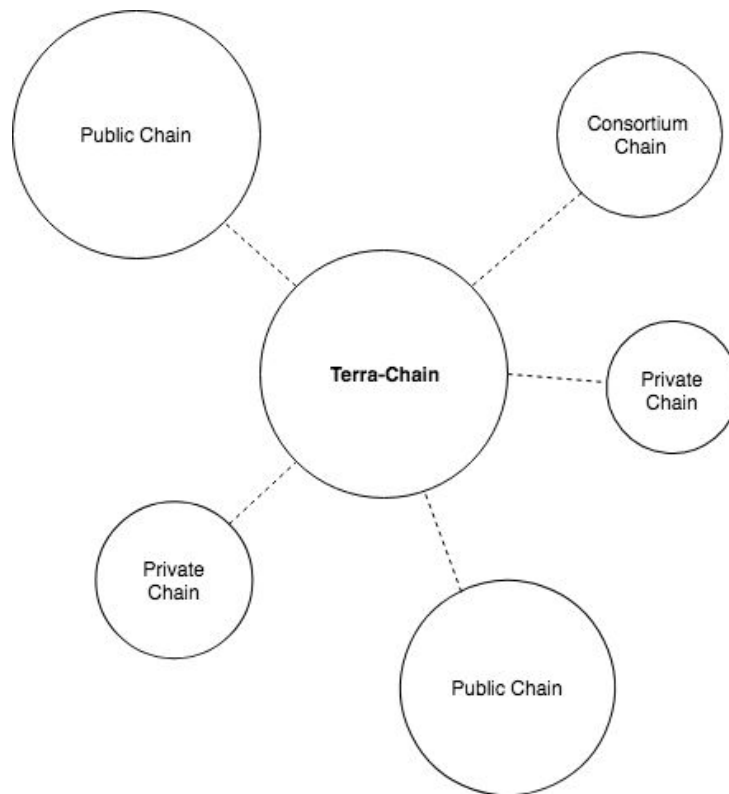 Public Chain
Consortium
Chain
Terra-Chain
Private
Chain
Private
Chain
Public Chain